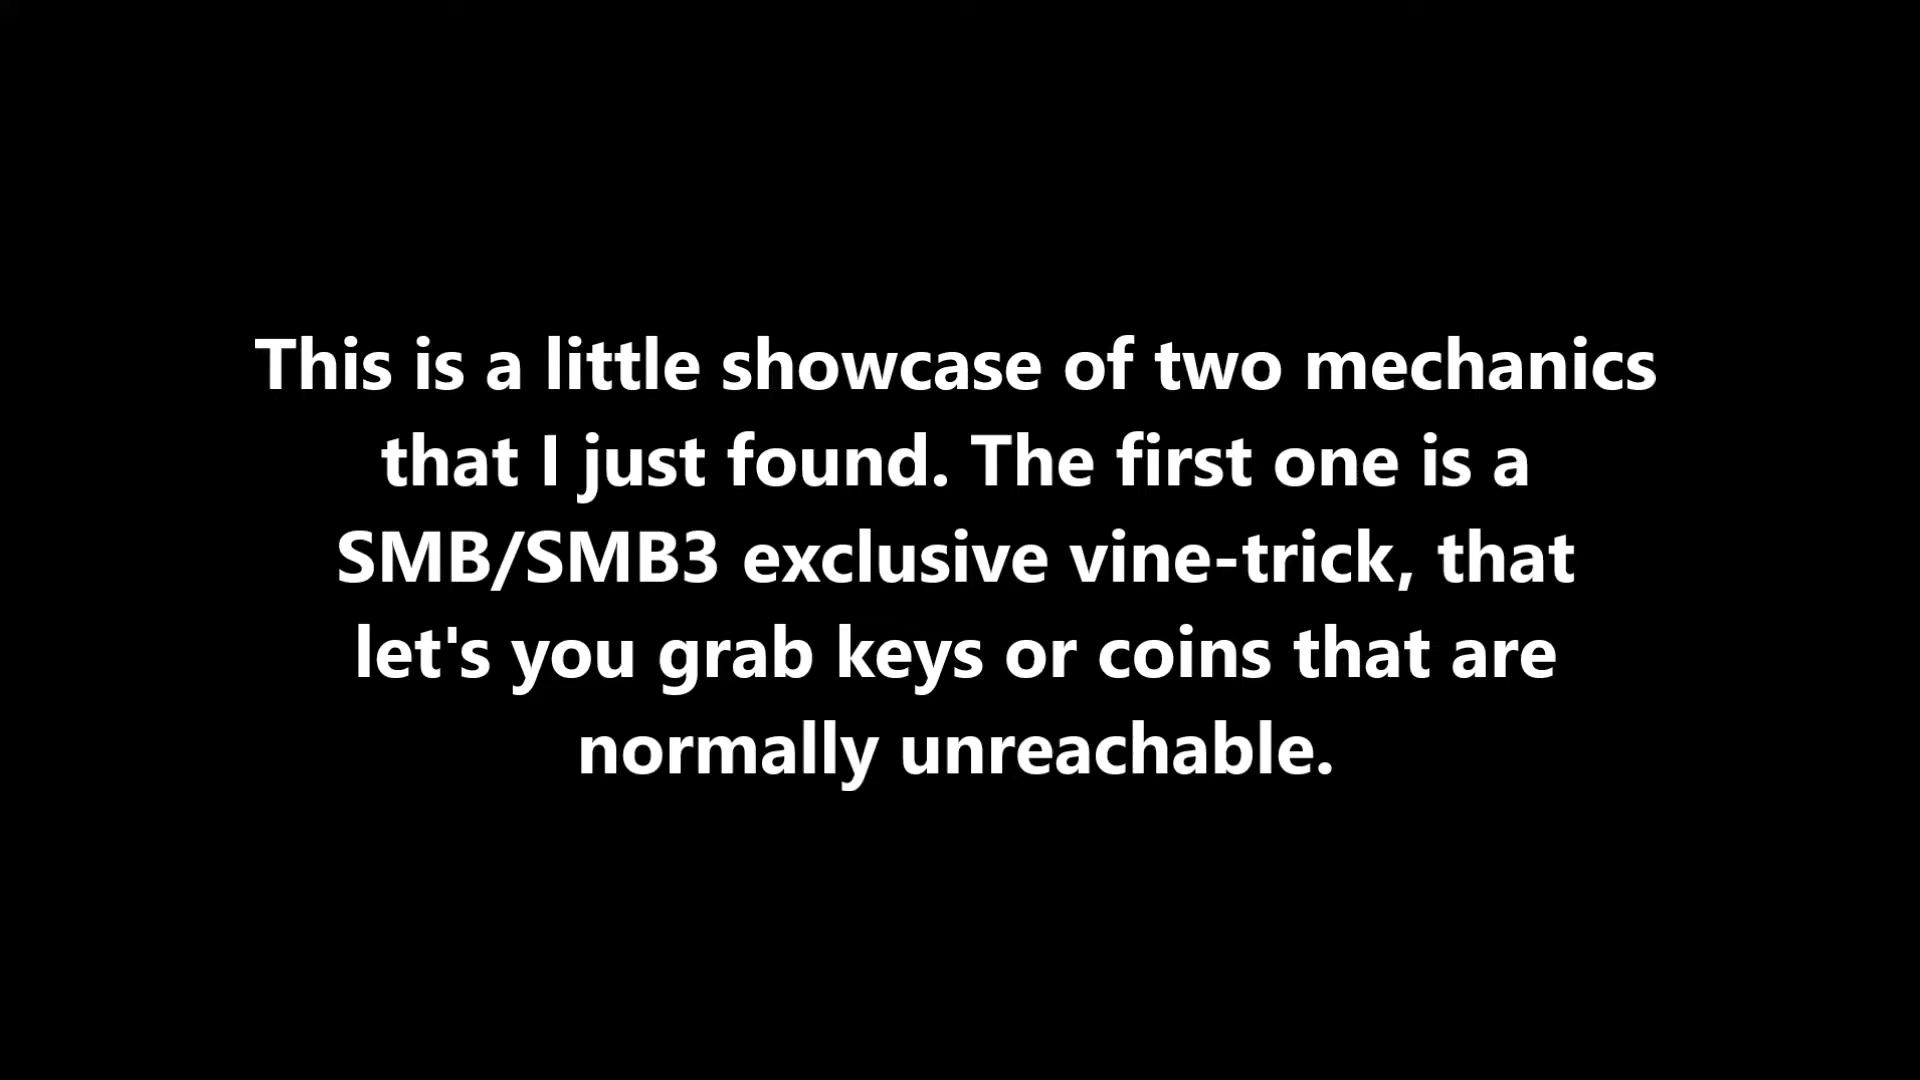 This is a little showcase of two mechanics
that I just found. The first one is a
SMB/SMB3 exclusive vine-trick, that
let's you grab keys or coins that are
normally unreachable.